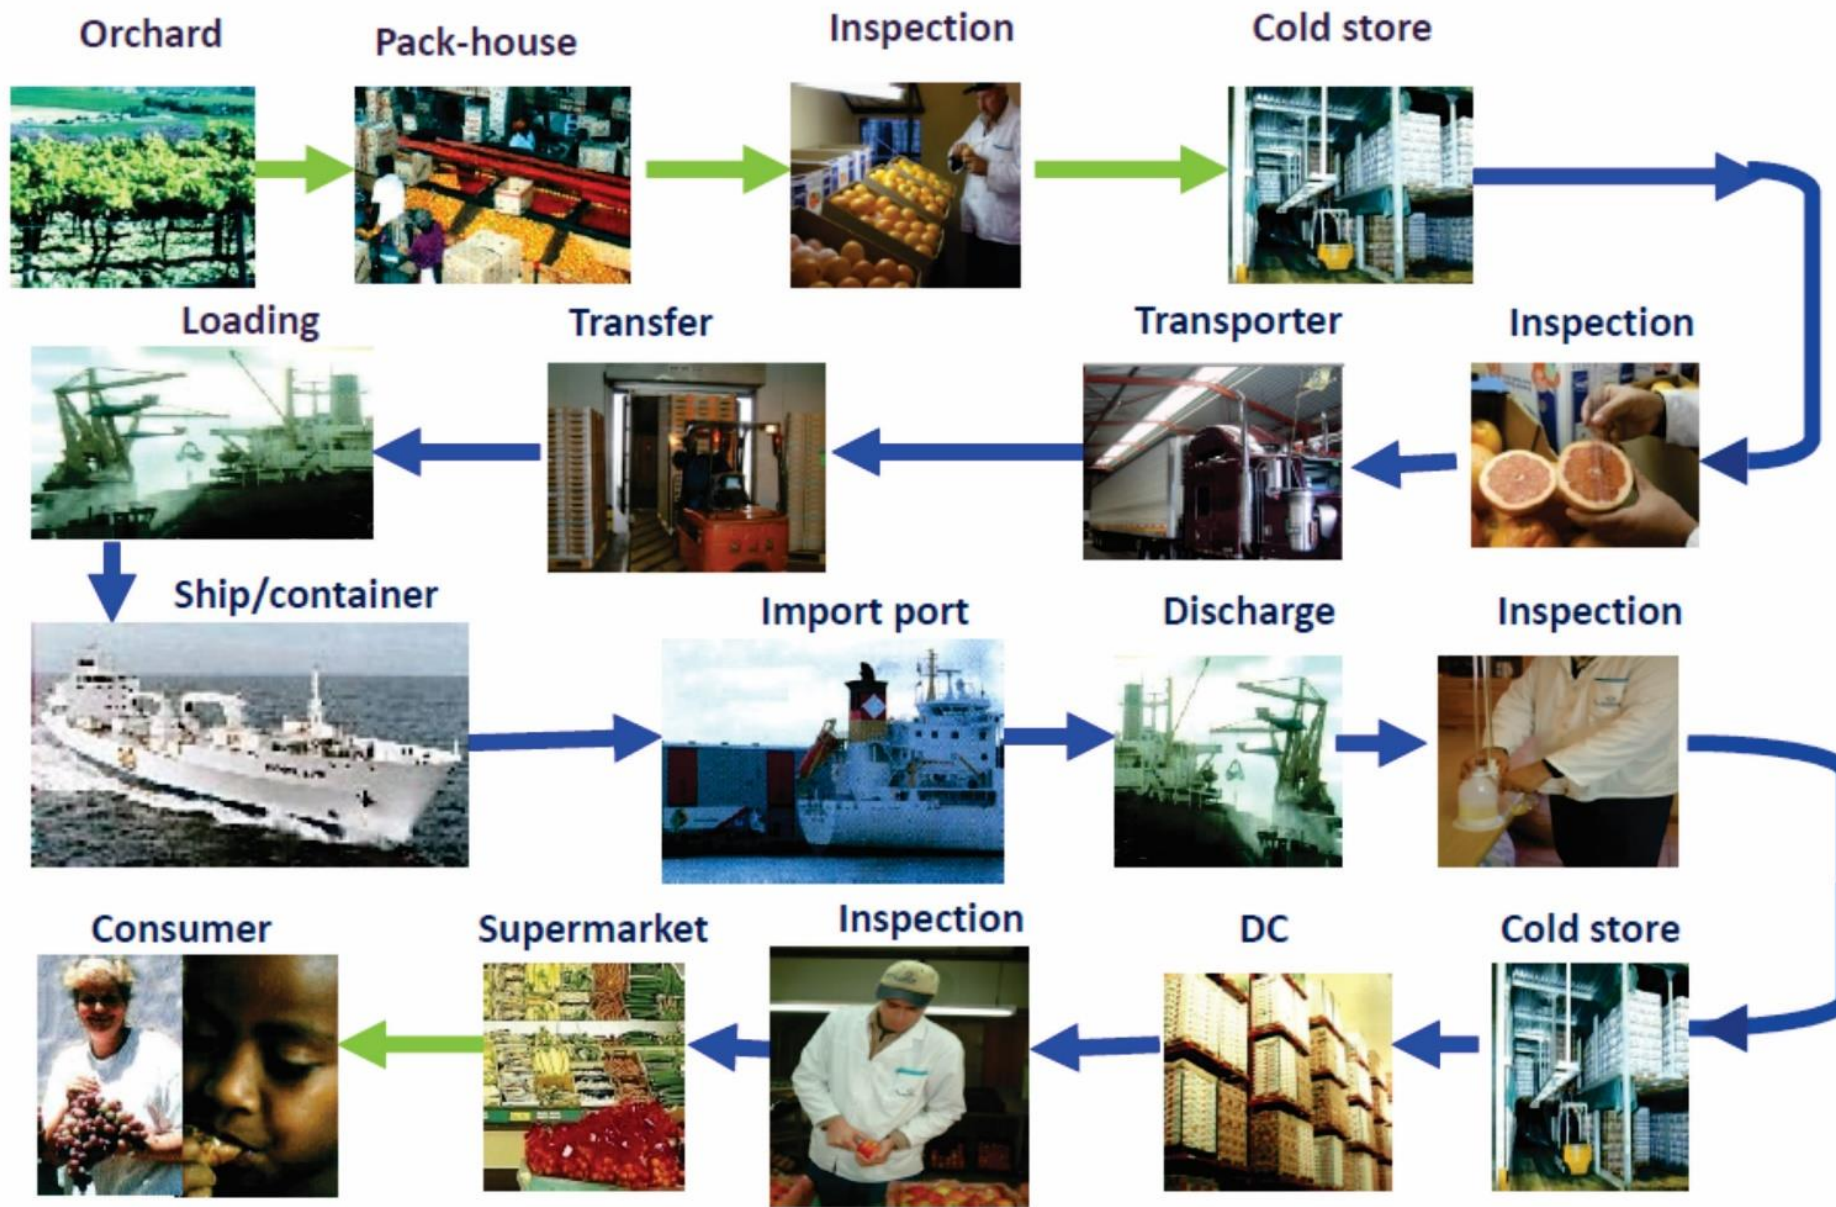 Orchard
Pack-house
Inspection
Cold store
Loading
Transfer
Transporter
Inspection
Ship/container
Import port
Discharge
Inspection
Consumer
Supermarket
Inspection
DC
Cold store